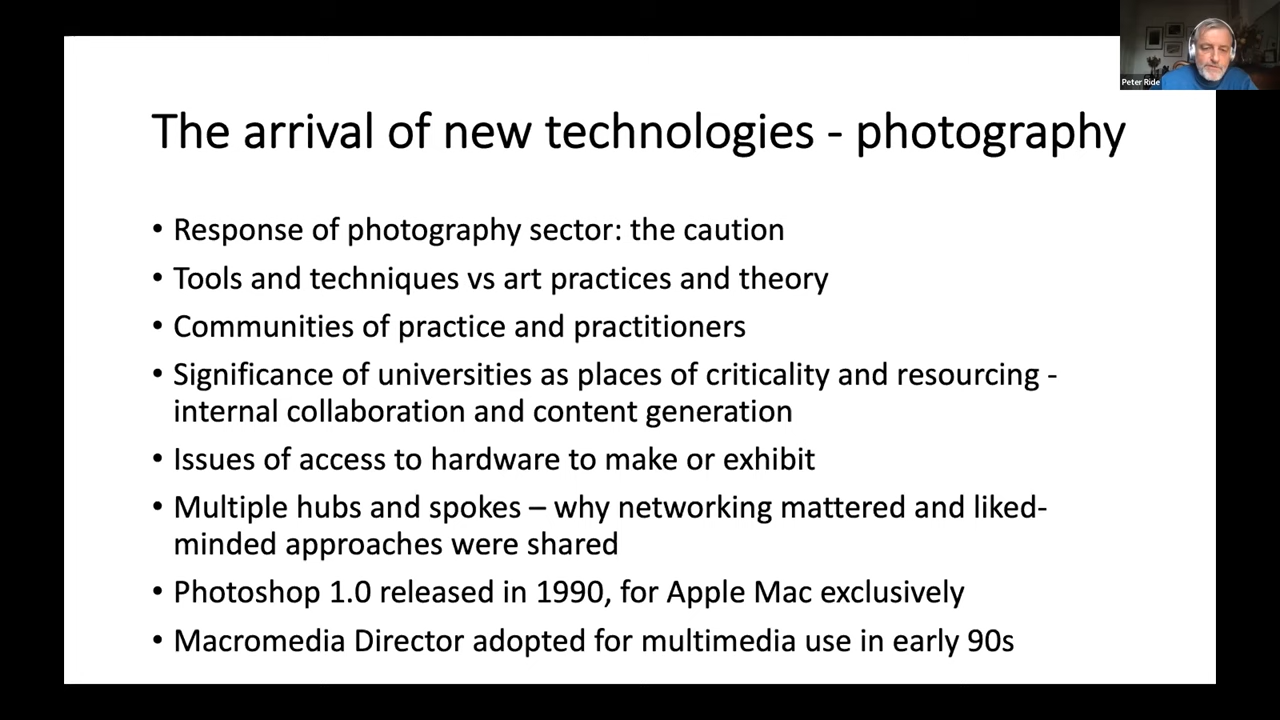 Peter Ride
The arrival of new technologies - photography
• Response of photography sector: the caution
• Tools and techniques vs art practices and theory
• Communities of practice and practitioners
• Significance of universities as places of criticality and resourcing -
internal collaboration and content generation
• Issues of access to hardware to make or exhibit
• Multiple hubs and spokes – why networking mattered and liked-
minded approaches were shared
• Photoshop 1.0 released in 1990, for Apple Mac exclusively
• Macromedia Director adopted for multimedia use in early 90s